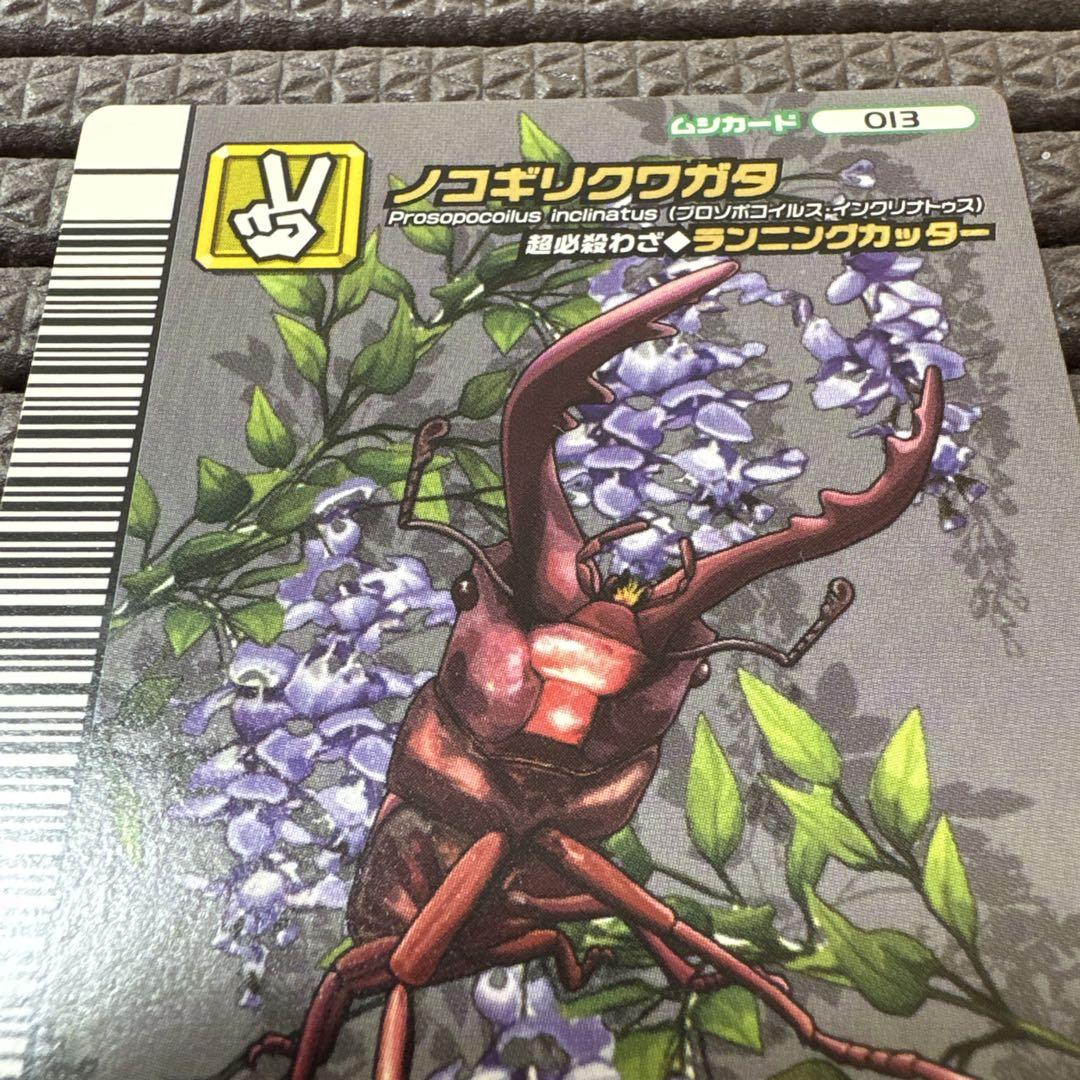 ムシカード 013
ノコギリクワガタ
Prosopocoilus inclinatus (プロソポコイルス・インクリナトゥス)
超必殺わざ◆ランニングカッター